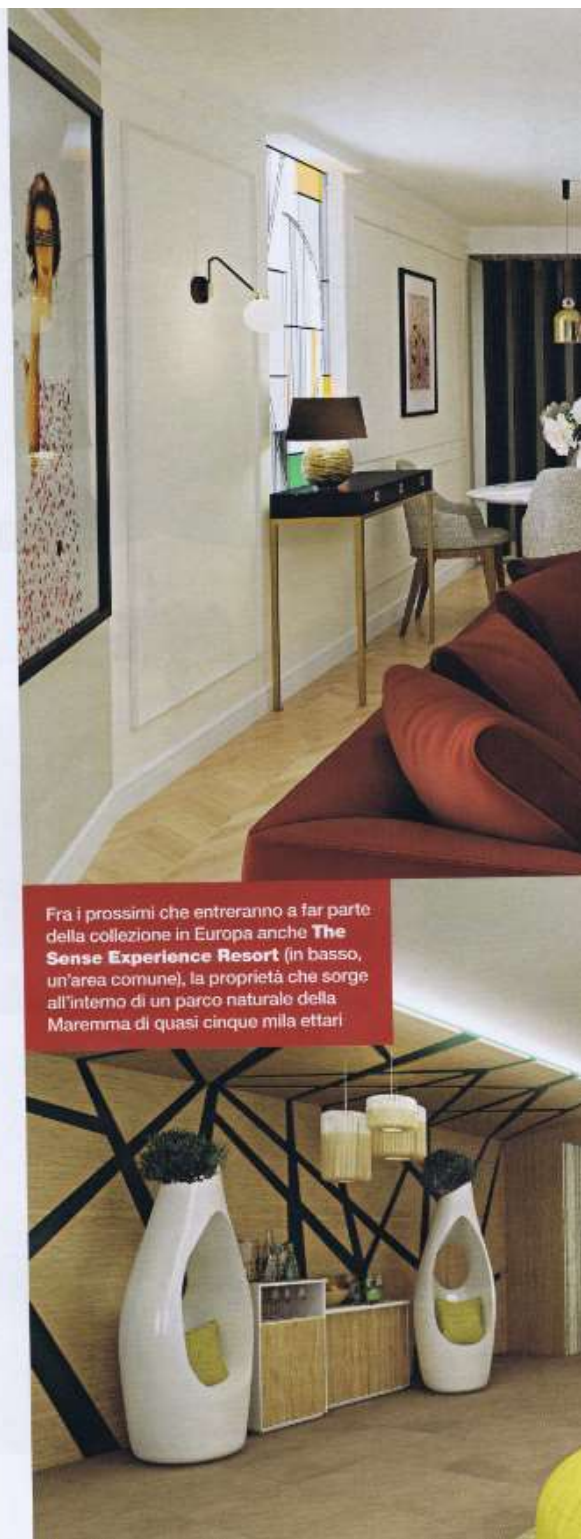 Fra i prossimi che entreranno a far parte
della collezione in Europa anche The
Sense Experience Resort (in basso,
un'area comune), la proprietà che sorge
all'interno di un parco naturale della
Maremma di quasi cinque mila ettari